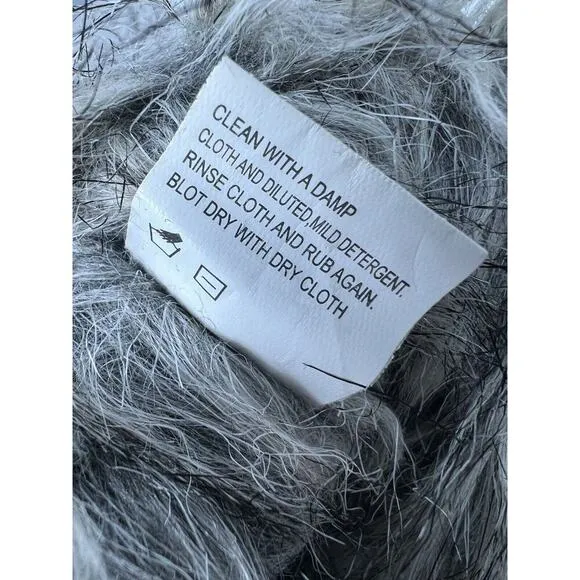 CLEAN WITH A DAMP
CLOTH AND DILUTED,MILD DETERGENT.
RINSE CLOTH AND RUB AGAIN.
BLOT DRY WITH DRY CLOTH